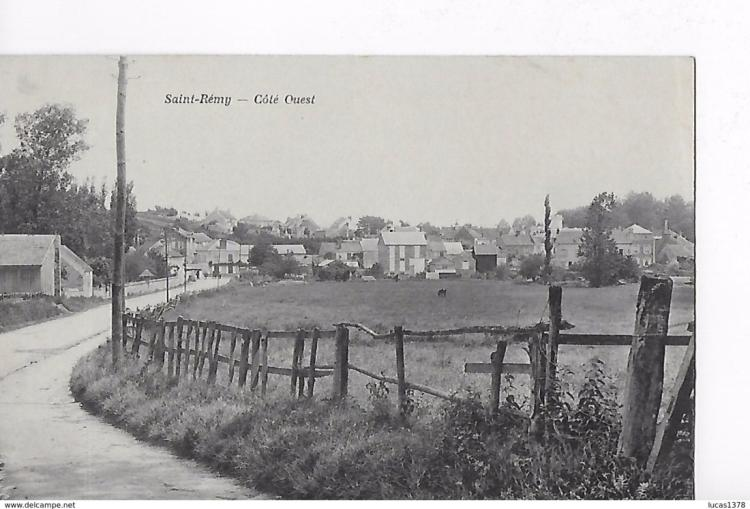 Saint-Rémy — Côté Ouest
www.delcampe.net
lucas1378